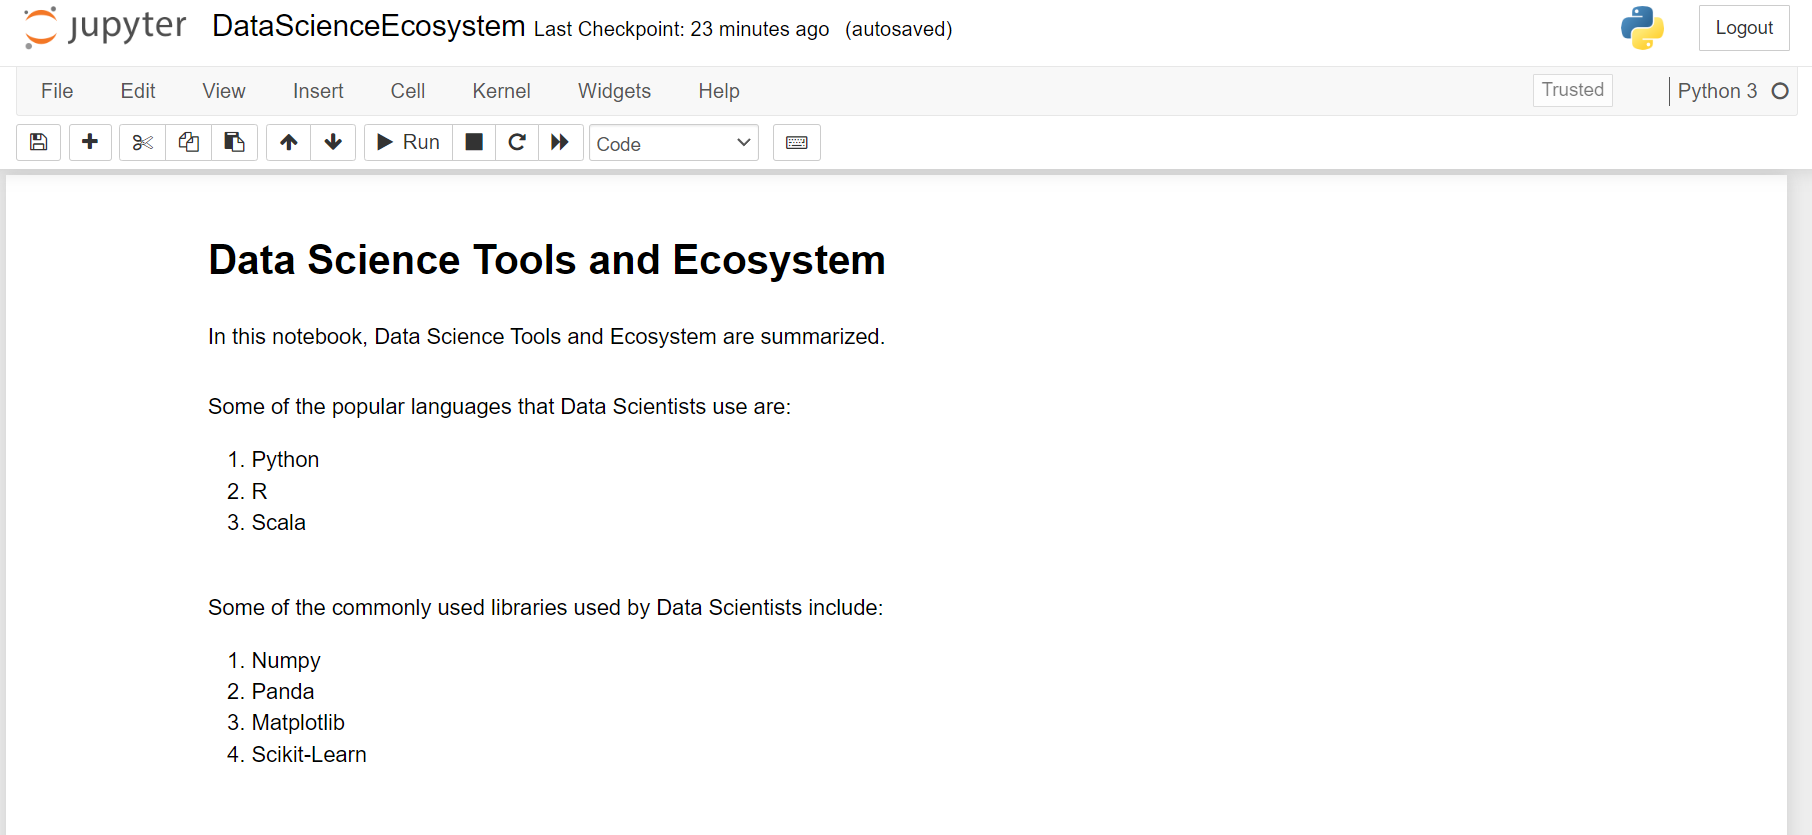 jupyter DataScienceEcosystem Last Checkpoint: 23 minutes ago (autosaved) Logout
File Edit View Insert Cell Kernel Widgets Help Trusted Python 3
Run Code
Data Science Tools and Ecosystem
In this notebook, Data Science Tools and Ecosystem are summarized.
Some of the popular languages that Data Scientists use are:
1. Python
2. R
3. Scala
Some of the commonly used libraries used by Data Scientists include:
1. Numpy
2. Panda
3. Matplotlib
4. Scikit-Learn